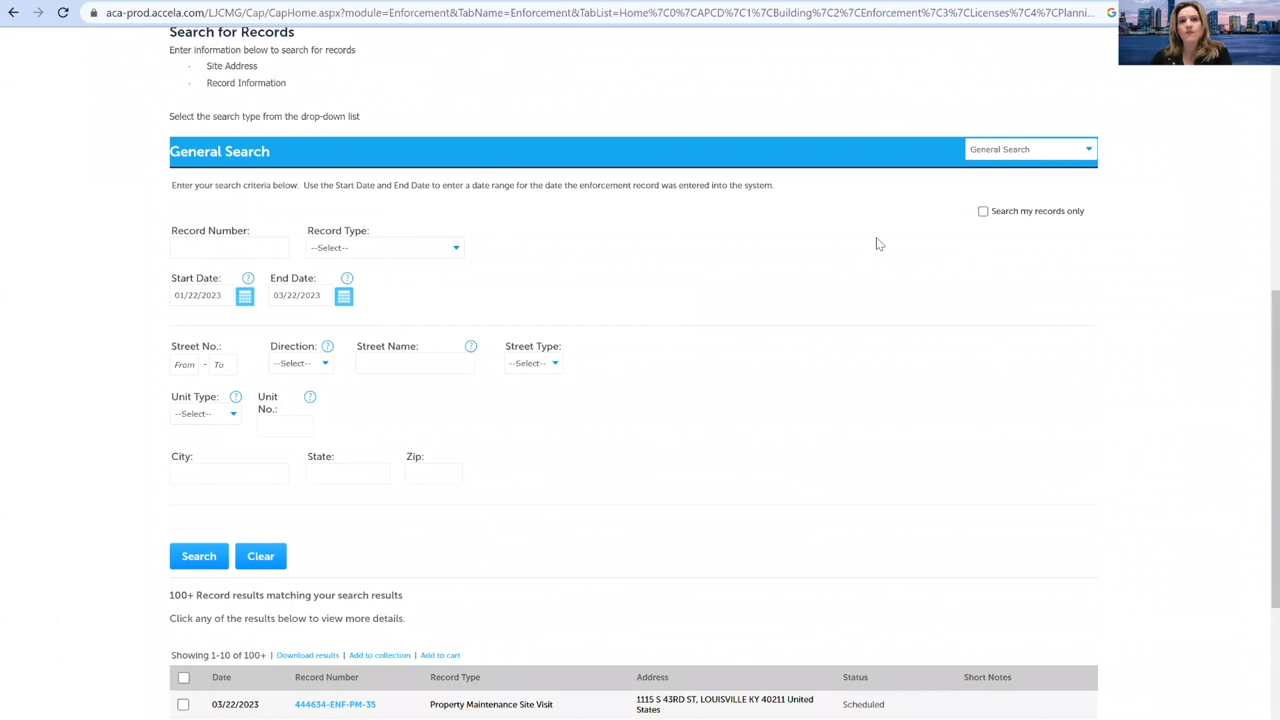 aca-prod.accela.com/LJCMG/Cap/CapHome.aspx?module=Enforcement&TabName=Enforcement&TabList=Home%7C0%7CAPCD%7C1%7CBuilding%7C2%7CEnforcement%7C3%7CLicenses%7C4%7CPlanni...
Search for Records
Enter information below to search for records
· Site Address
· Record Information
Select the search type from the drop-down list
General Search General Search
Enter your search criteria below. Use the Start Date and End Date to enter a date range for the date the enforcement record was entered into the system.
Search my records only
Record Number: Record Type:
--Select--
Start Date: ? End Date: ?
01/22/2023 03/22/2023
Street No.: Direction: ? Street Name: ? Street Type:
From - To --Select-- --Select--
Unit Type: ? Unit No.: ?
--Select--
City: State: Zip:
Search Clear
100+ Record results matching your search results
Click any of the results below to view more details.
Showing 1-10 of 100+ | Download results | Add to collection | Add to cart
Date Record Number Record Type Address Status Short Notes
03/22/2023 444634-ENF-PM-35 Property Maintenance Site Visit 1115 S 43RD ST, LOUISVILLE KY 40211 United States Scheduled